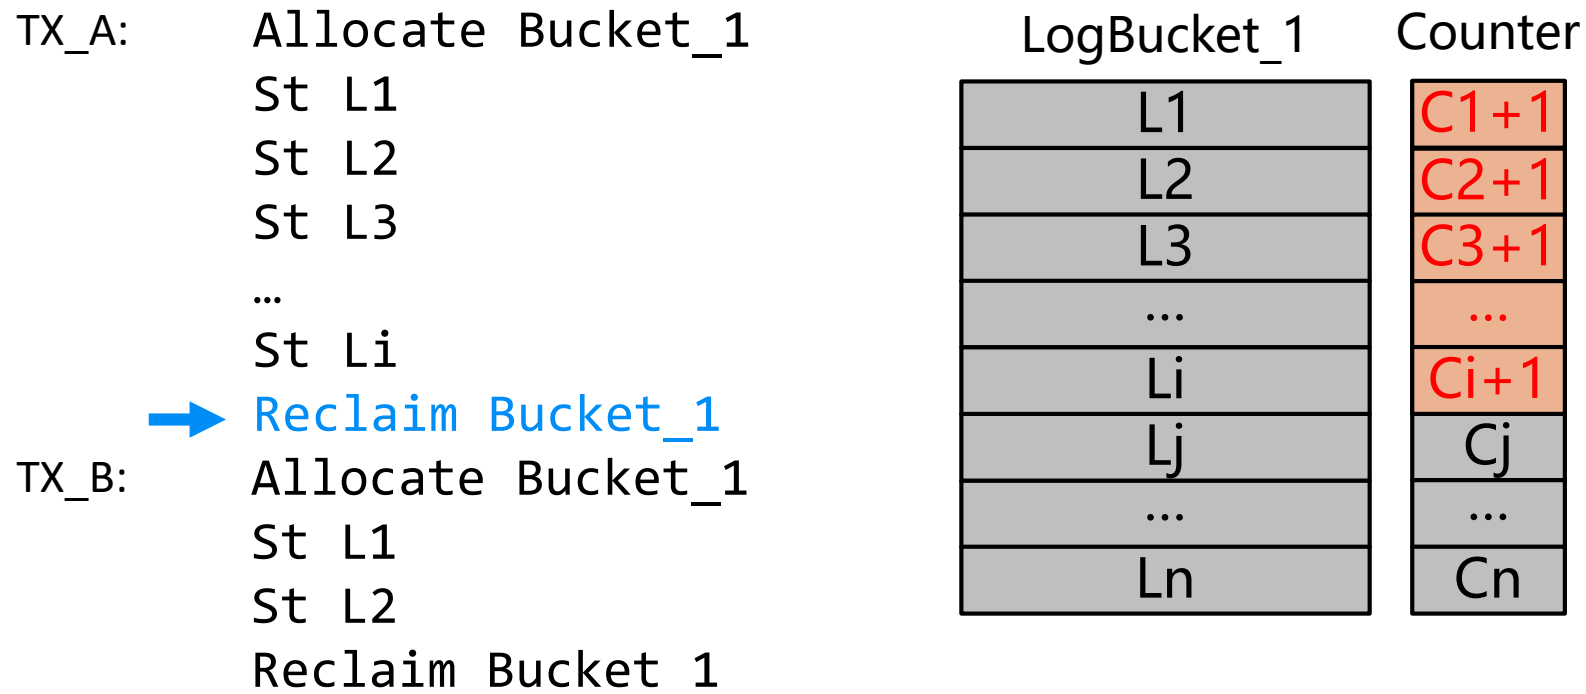 TX_A: Allocate Bucket_1
St L1
St L2
St L3
…
St Li
Reclaim Bucket_1
TX_B: Allocate Bucket_1
St L1
St L2
Reclaim Bucket 1
LogBucket_1 Counter
L1 C1+1
L2 C2+1
L3 C3+1
... ...
Li Ci+1
Lj Cj
... ...
Ln Cn